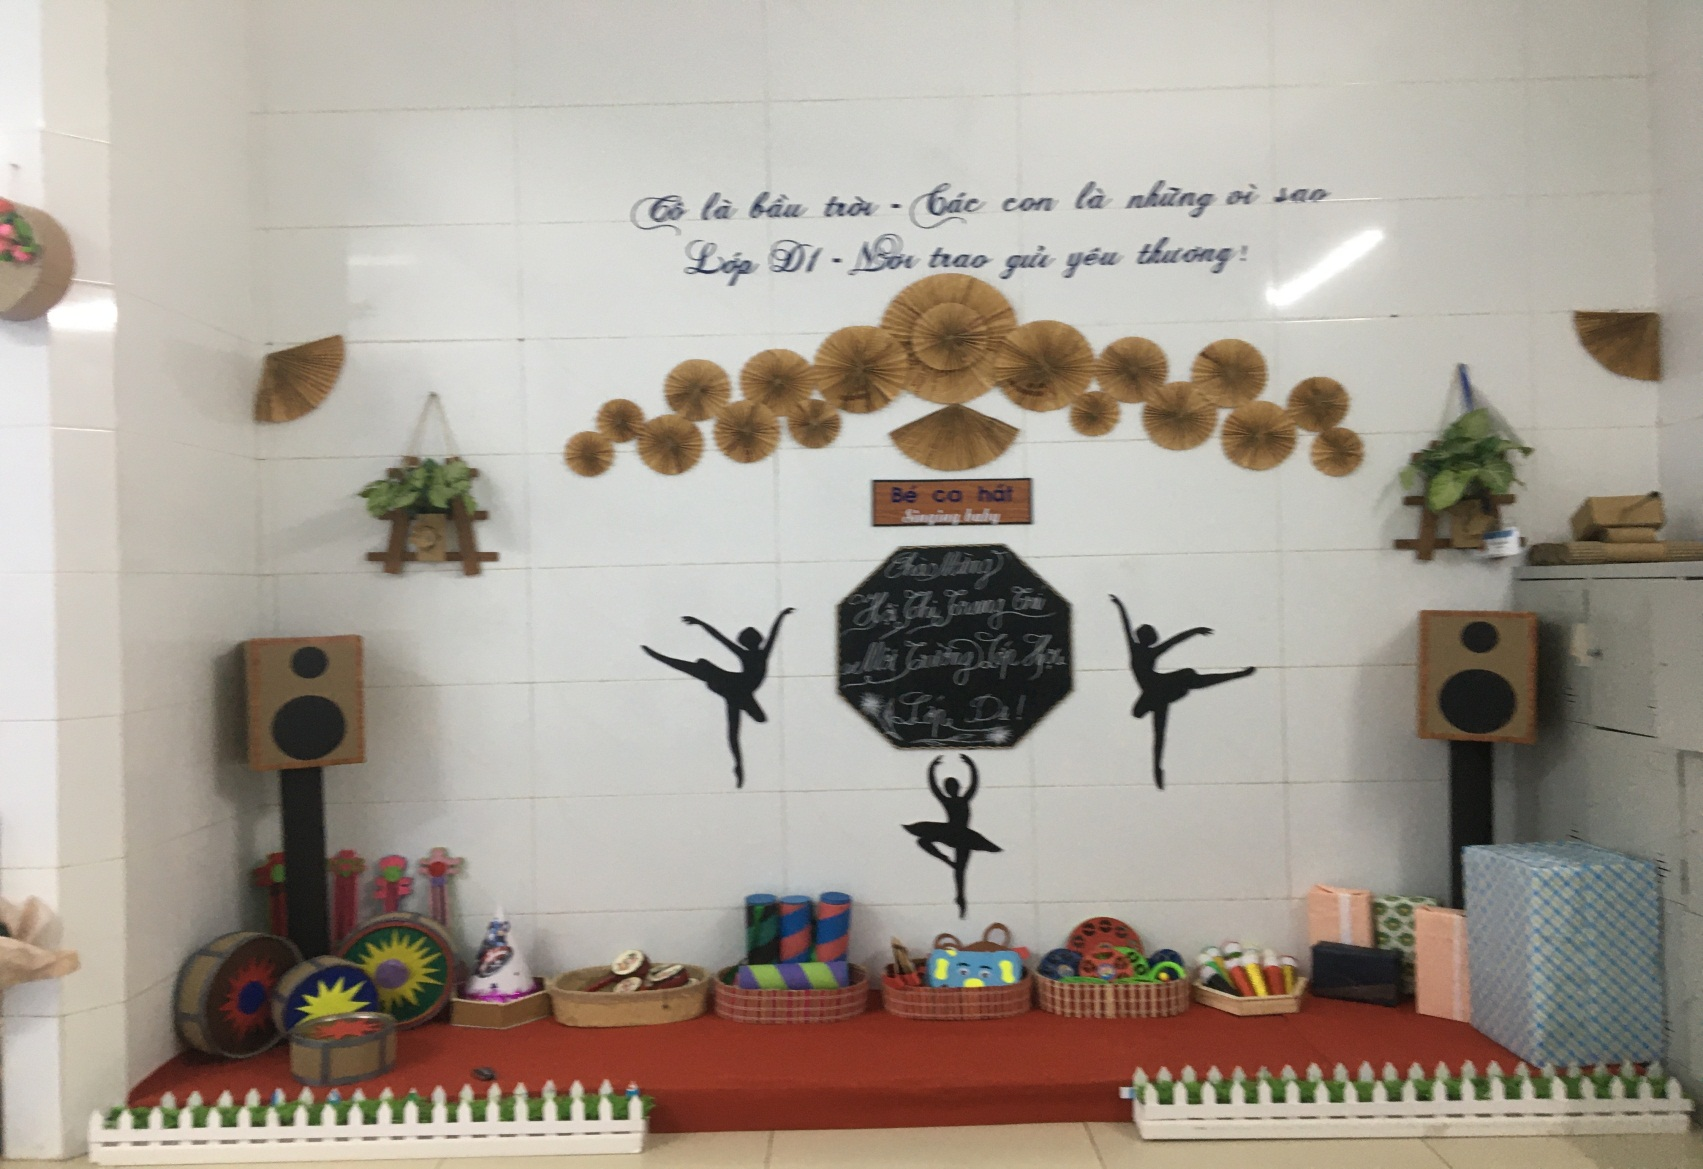 Cô là bầu trời - Các con là những vì sao
Lớp D1 - Nơi trao gửi yêu thương!
Bé ca hát
Singing baby
Chào Mừng
Hội Thi Trang Trí
Môi Trường Lớp Học
Lớp D1!